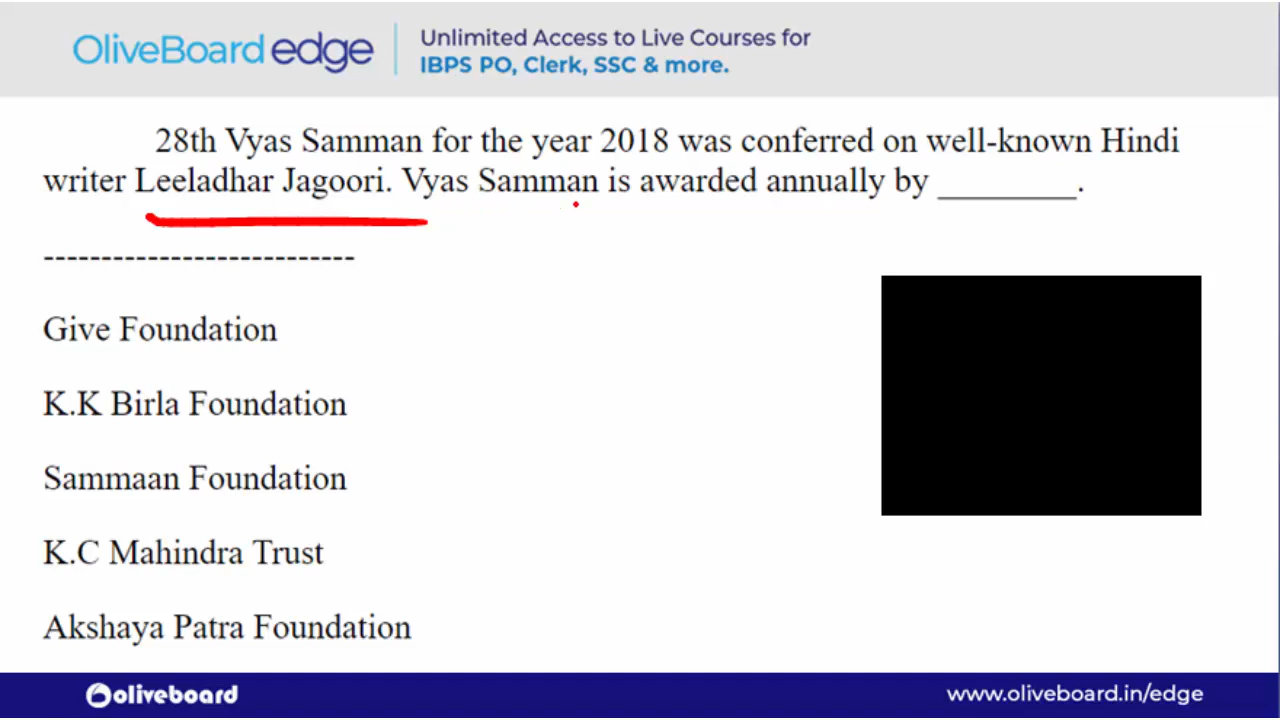 OliveBoard edge
Unlimited Access to Live Courses for
IBPS PO, Clerk, SSC & more.
28th Vyas Samman for the year 2018 was conferred on well-known Hindi
writer Leeladhar Jagoori. Vyas Samman is awarded annually by ________.
---------------------------
Give Foundation
K.K Birla Foundation
Sammaan Foundation
K.C Mahindra Trust
Akshaya Patra Foundation
oliveboard
www.oliveboard.in/edge